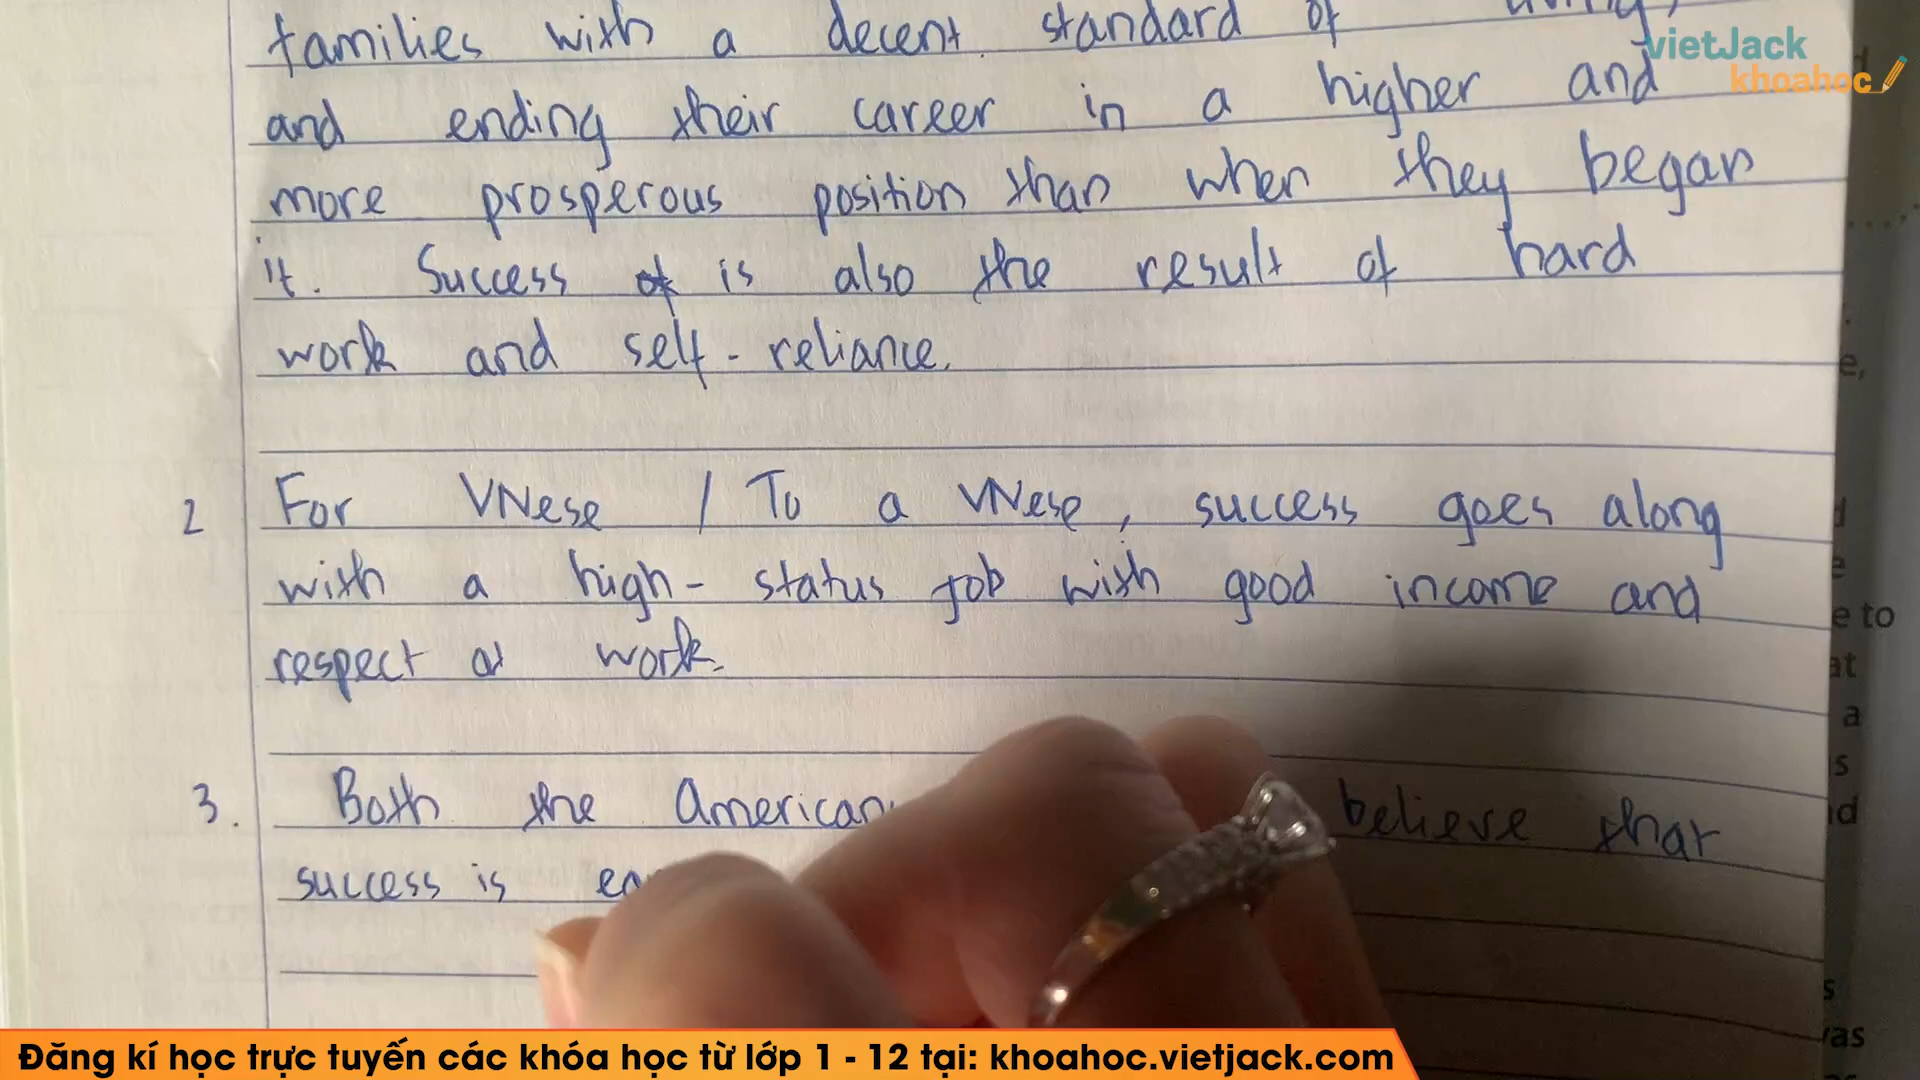 families with a decent standard of living,
and ending their career in a higher and
more prosperous position than when they began
it. Success is also the result of hard
work and self-reliance.
2 For VNese / To a VNese, success goes along
with a high-status job with good income and
respect at work.
3. Both the American believe that
success is
vietJack
khoahoc
e,
e to
at
a
s
nd
s
vas
Đăng kí học trực tuyến các khóa học từ lớp 1 - 12 tại: khoahoc.vietjack.com